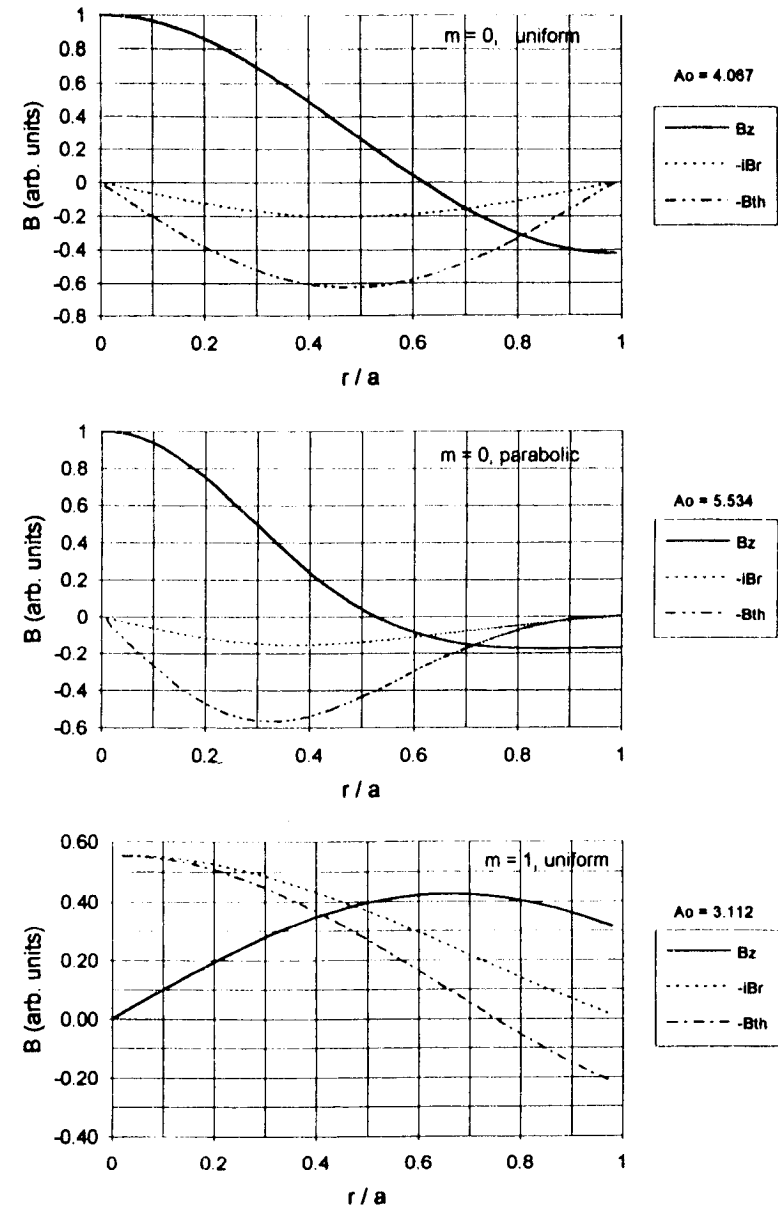 m = 0, uniform
B (arb. units)
1
0.8
0.6
0.4
0.2
0
-0.2
-0.4
-0.6
-0.8
0 0.2 0.4 0.6 0.8 1
r / a
Ao = 4.067
Bz
-iBr
-Bth
m = 0, parabolic
B (arb. units)
1
0.8
0.6
0.4
0.2
0
-0.2
-0.4
-0.6
0 0.2 0.4 0.6 0.8 1
r / a
Ao = 5.534
Bz
-iBr
-Bth
m = 1, uniform
B (arb. units)
0.60
0.40
0.20
0.00
-0.20
-0.40
0 0.2 0.4 0.6 0.8 1
r / a
Ao = 3.112
Bz
-iBr
-Bth